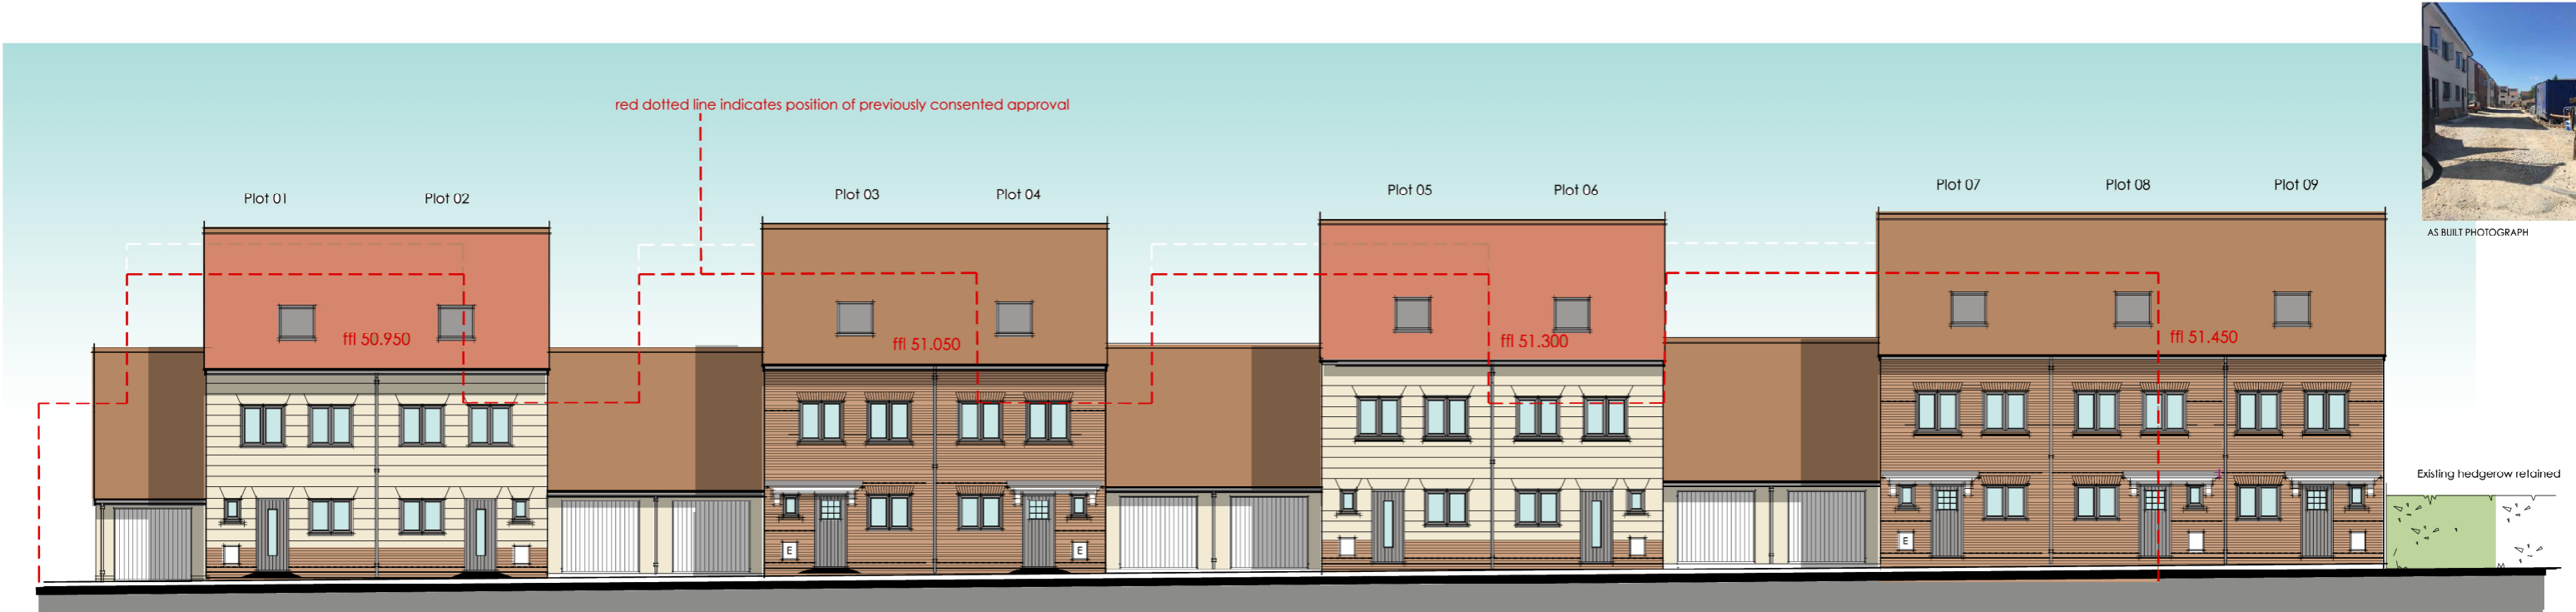 red dotted line indicates position of previously consented approval
Plot 01
Plot 02
Plot 03
Plot 04
Plot 05
Plot 06
Plot 07
Plot 08
Plot 09
AS BUILT PHOTOGRAPH
ffl 50.950
ffl 51.050
ffl 51.300
ffl 51.450
Existing hedgerow retained
E
E
E